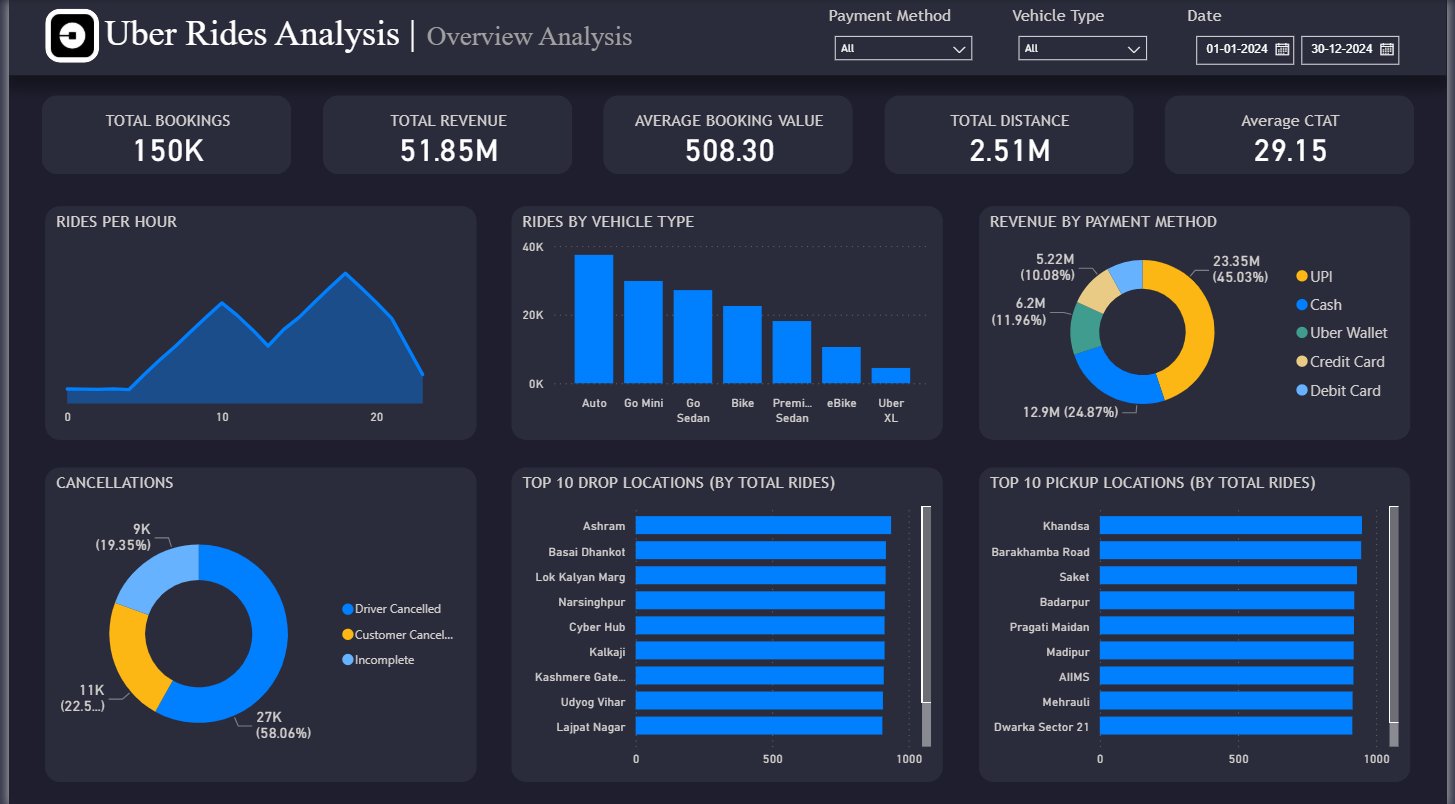 Uber Rides Analysis | Overview Analysis
Payment Method
All
Vehicle Type
All
Date
01-01-2024
30-12-2024
TOTAL BOOKINGS
150K
TOTAL REVENUE
51.85M
AVERAGE BOOKING VALUE
508.30
TOTAL DISTANCE
2.51M
Average CTAT
29.15
RIDES PER HOUR
0
10
20
RIDES BY VEHICLE TYPE
40K
20K
0K
Auto
Go Mini
Go
Sedan
Bike
Premi...
Sedan
eBike
Uber
XL
REVENUE BY PAYMENT METHOD
5.22M
(10.08%)
23.35M
(45.03%)
6.2M
(11.96%)
12.9M (24.87%)
UPI
Cash
Uber Wallet
Credit Card
Debit Card
CANCELLATIONS
9K
(19.35%)
11K
(22.5...)
27K
(58.06%)
Driver Cancelled
Customer Cancel...
Incomplete
TOP 10 DROP LOCATIONS (BY TOTAL RIDES)
Ashram
Basai Dhankot
Lok Kalyan Marg
Narsinghpur
Cyber Hub
Kalkaji
Kashmere Gate...
Udyog Vihar
Lajpat Nagar
0
500
1000
TOP 10 PICKUP LOCATIONS (BY TOTAL RIDES)
Khandsa
Barakhamba Road
Saket
Badarpur
Pragati Maidan
Madipur
AIIMS
Mehrauli
Dwarka Sector 21
0
500
1000